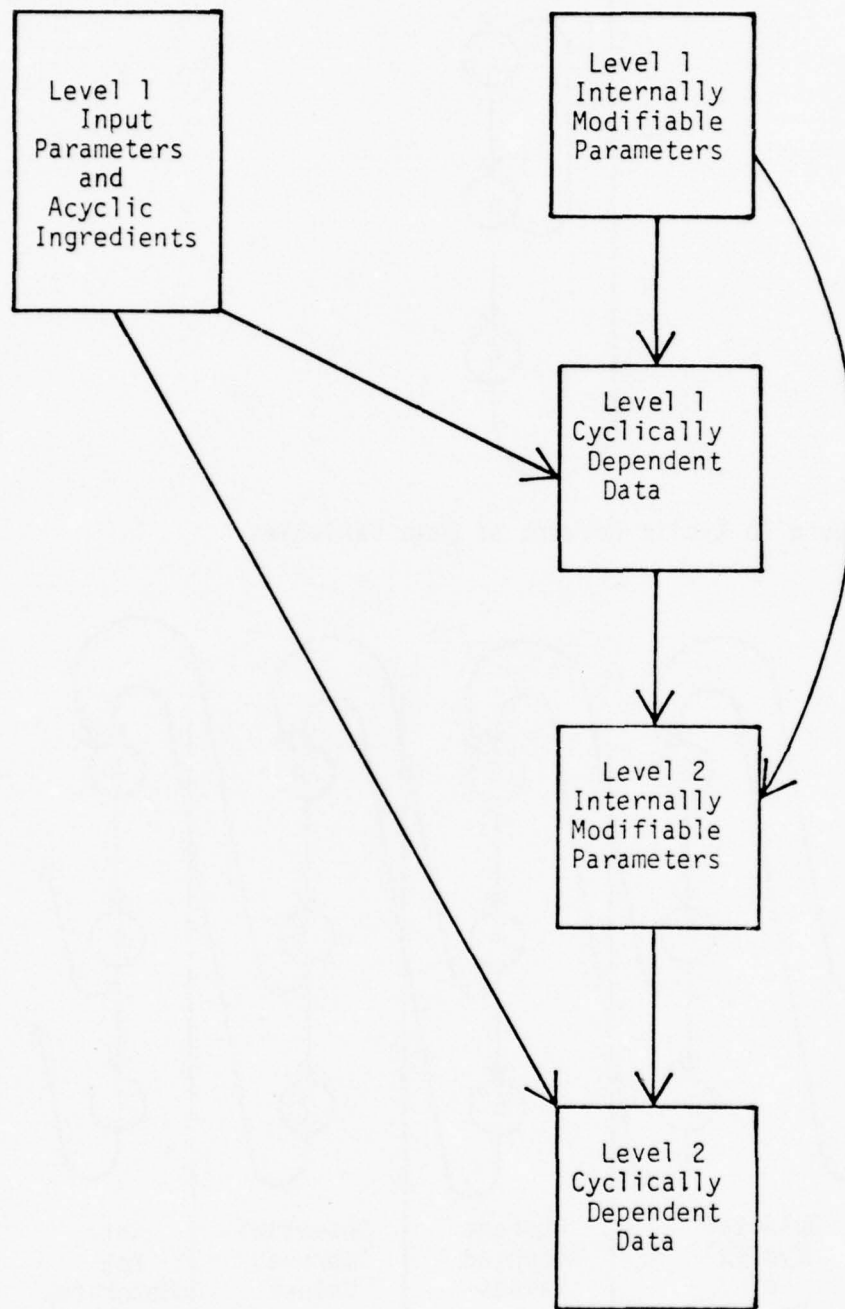 Level 1
Input
Parameters
and
Acyclic
Ingredients
Level 1
Internally
Modifiable
Parameters
Level 1
Cyclically
Dependent
Data
Level 2
Internally
Modifiable
Parameters
Level 2
Cyclically
Dependent
Data